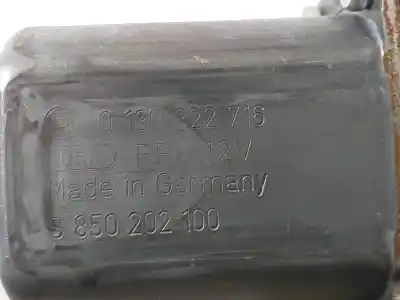 0 130 822 716
FPG 12V
Made in Germany
S 850 202 100